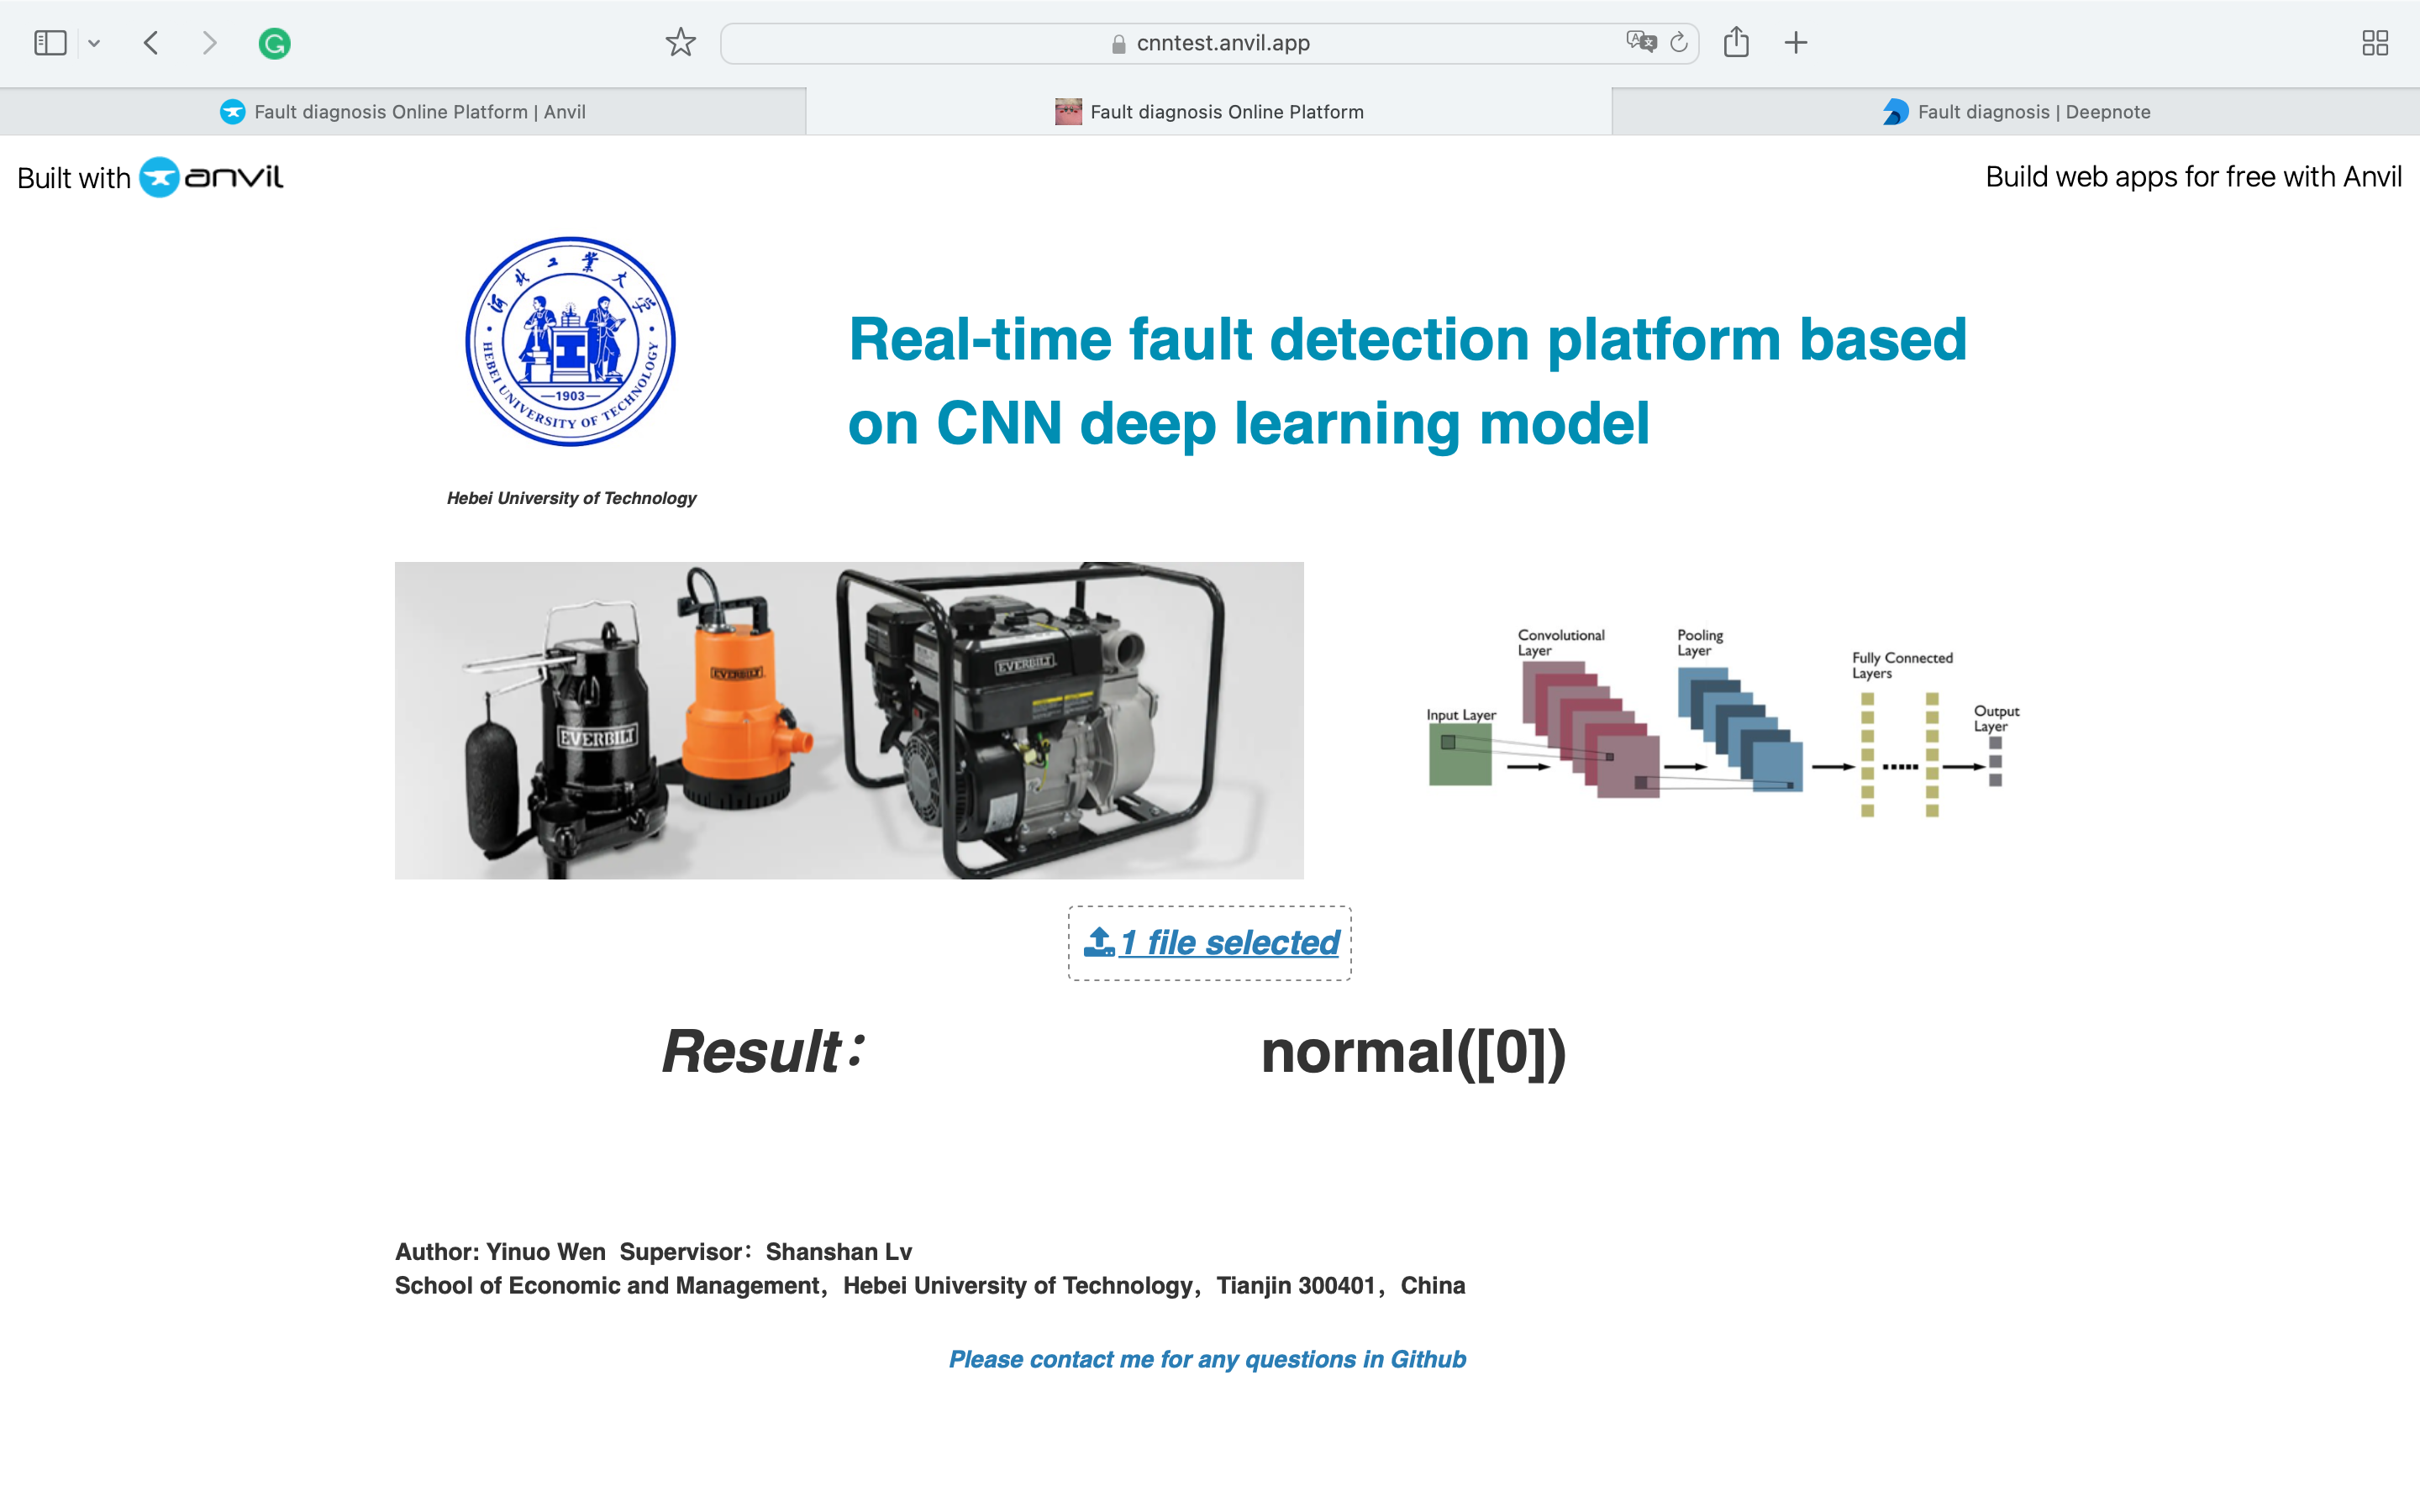 cnntest.anvil.app
Fault diagnosis Online Platform | Anvil
Fault diagnosis Online Platform
Fault diagnosis | Deepnote
Built with anvil
Build web apps for free with Anvil
河北工業大学
HEBEI UNIVERSITY OF TECHNOLOGY
1903
Hebei University of Technology
Real-time fault detection platform based
on CNN deep learning model
EVERBILT
EVERBILT
EVERBILT
Input Layer
Convolutional
Layer
Pooling
Layer
Fully Connected
Layers
Output
Layer
1 file selected
Result：
normal([0])
Author: Yinuo Wen Supervisor：Shanshan Lv
School of Economic and Management，Hebei University of Technology，Tianjin 300401，China
Please contact me for any questions in Github